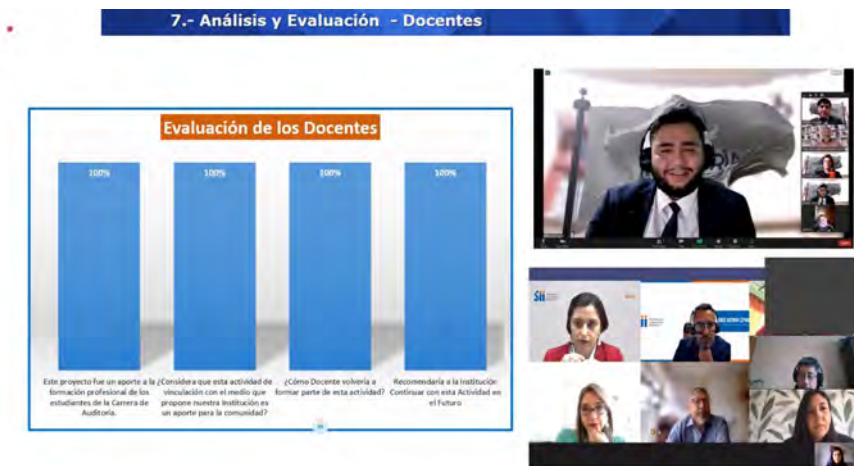 7.- Análisis y Evaluación - Docentes
Evaluación de los Docentes
100%
100%
100%
100%
Este proyecto fue un aporte a la
formación profesional de los
estudiantes de la Carrera de
Auditoría.
¿Considera que esta actividad de
vinculación con el medio que
propone nuestra Institución es
un aporte para la comunidad?
¿Cómo Docente volvería a
formar parte de esta actividad?
Recomendaría a la Institución
Continuar con esta Actividad en
el Futuro
Sii
ii